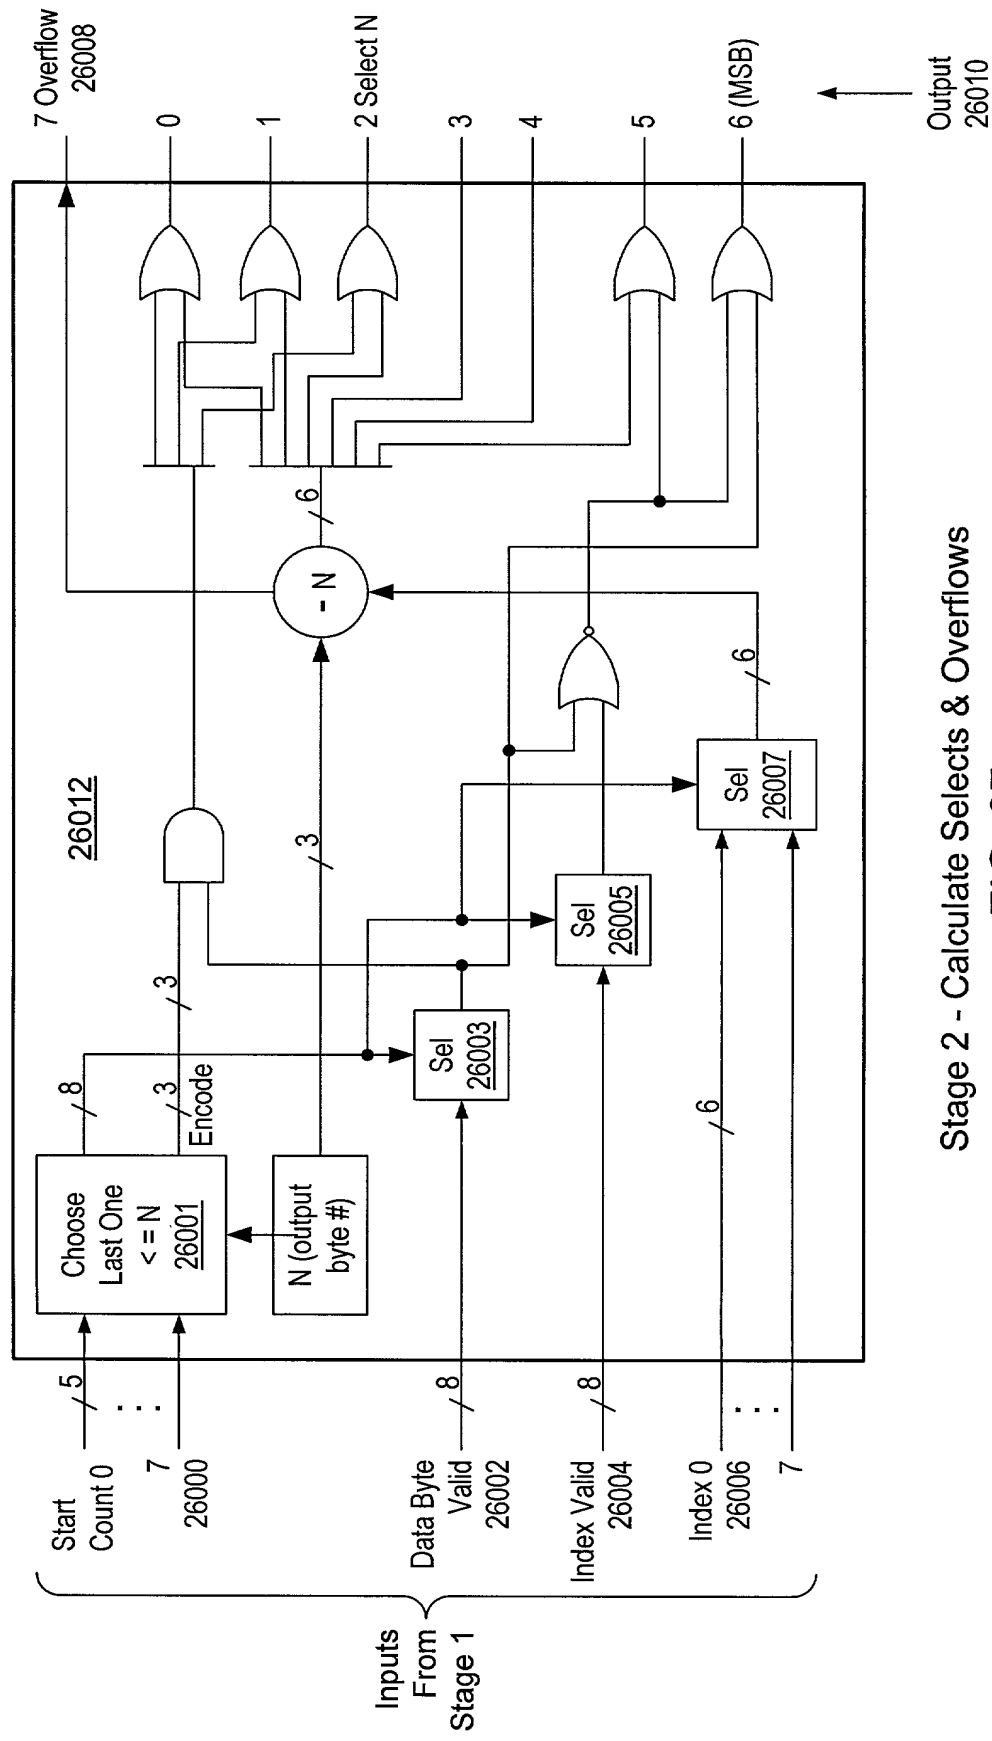 Inputs
From
Stage 1
Start
Count 0
7
26000
5
Data Byte
Valid
26002
8
Index Valid
26004
8
Index 0
26006
7
Choose
Last One
< = N
26001
N (output
byte #)
8
3
Encode
3
26012
3
Sel
26003
Sel
26005
Sel
26007
6
6
- N
6
7 Overflow
26008
0
1
2 Select N
3
4
5
6 (MSB)
Output
26010
Stage 2 - Calculate Selects & Overflows